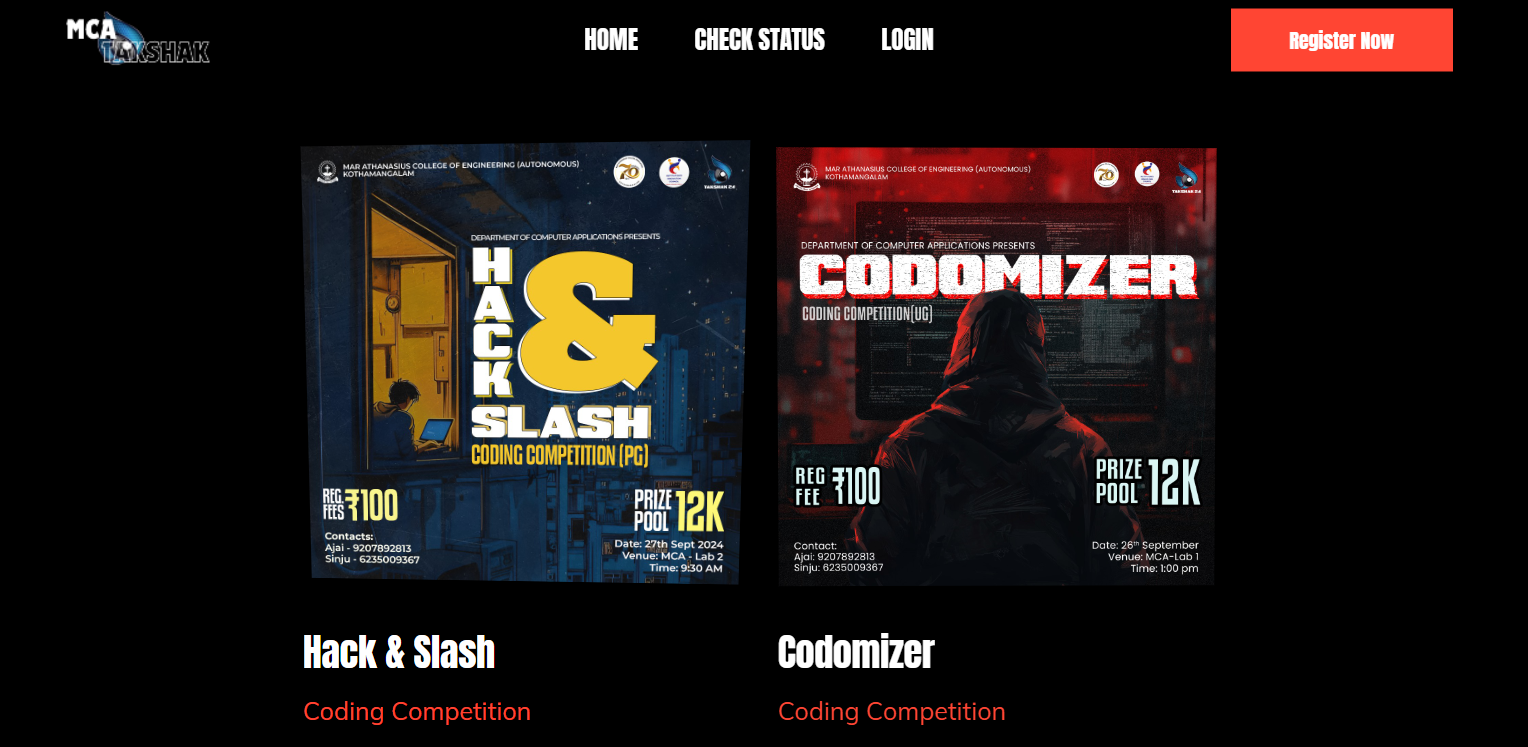 MCA
TAKSHAK
HOME
CHECK STATUS
LOGIN
Register Now
MAR ATHANASIUS COLLEGE OF ENGINEERING (AUTONOMOUS)
KOTHAMANGALAM
70
TAKSHAK 24
DEPARTMENT OF COMPUTER APPLICATIONS PRESENTS
HACK
&
SLASH
CODING COMPETITION (PG)
REG. FEES ₹100
PRIZE POOL 12K
Contacts:
Ajai - 9207892813
Sinju - 6235009367
Date: 27th Sept 2024
Venue: MCA - Lab 2
Time: 9:30 AM
MAR ATHANASIUS COLLEGE OF ENGINEERING (AUTONOMOUS)
KOTHAMANGALAM
70
TAKSHAK 24
DEPARTMENT OF COMPUTER APPLICATIONS PRESENTS
CODOMIZER
CODING COMPETITION(UG)
REG FEE ₹100
PRIZE POOL 12K
Contact:
Ajai: 9207892813
Sinju: 6235009367
Date: 26th September
Venue: MCA-Lab 1
Time: 1:00 pm
Hack & Slash
Coding Competition
Codomizer
Coding Competition